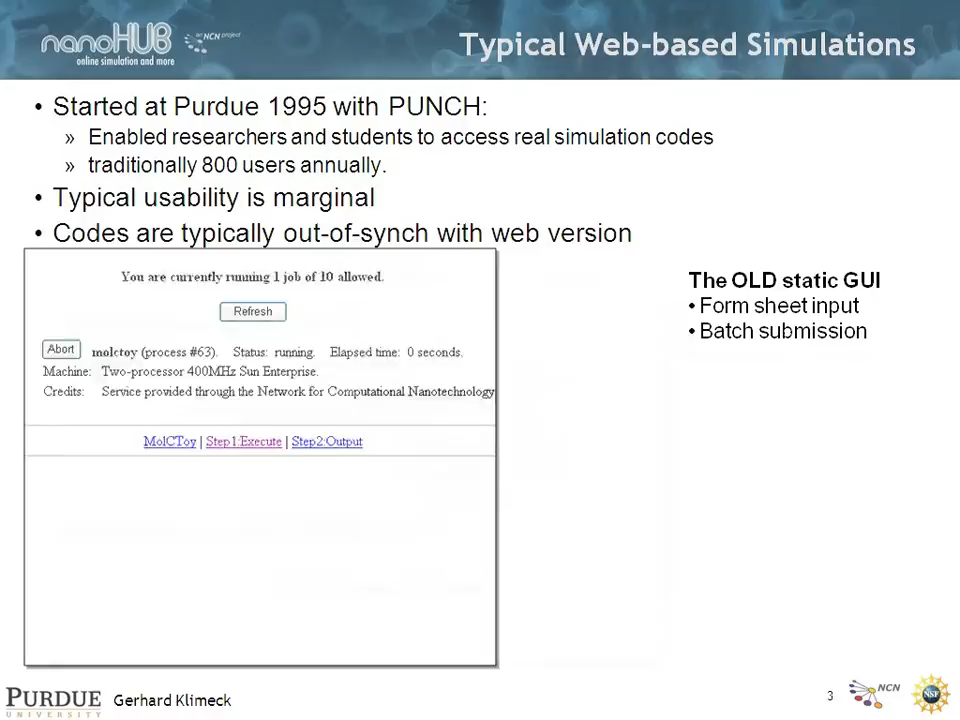 nanoHUB
an NCN project
online simulation and more
Typical Web-based Simulations
• Started at Purdue 1995 with PUNCH:
» Enabled researchers and students to access real simulation codes
» traditionally 800 users annually.
• Typical usability is marginal
• Codes are typically out-of-synch with web version
You are currently running 1 job of 10 allowed.
Refresh
Abort molctoy (process #63). Status: running. Elapsed time: 0 seconds.
Machine: Two-processor 400MHz Sun Enterprise.
Credits: Service provided through the Network for Computational Nanotechnology
MolCToy | Step1:Execute | Step2:Output
The OLD static GUI
• Form sheet input
• Batch submission
PURDUE
UNIVERSITY
Gerhard Klimeck
3
NCN
NSF